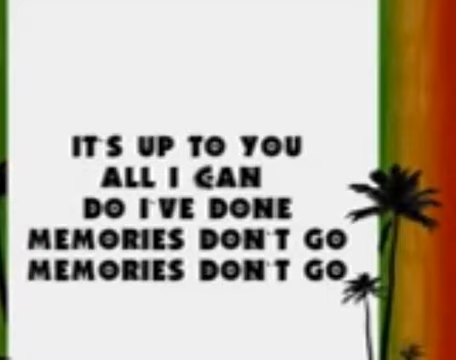 IT'S UP TO YOU
ALL I CAN
DO I'VE DONE
MEMORIES DON'T GO
MEMORIES DON'T GO